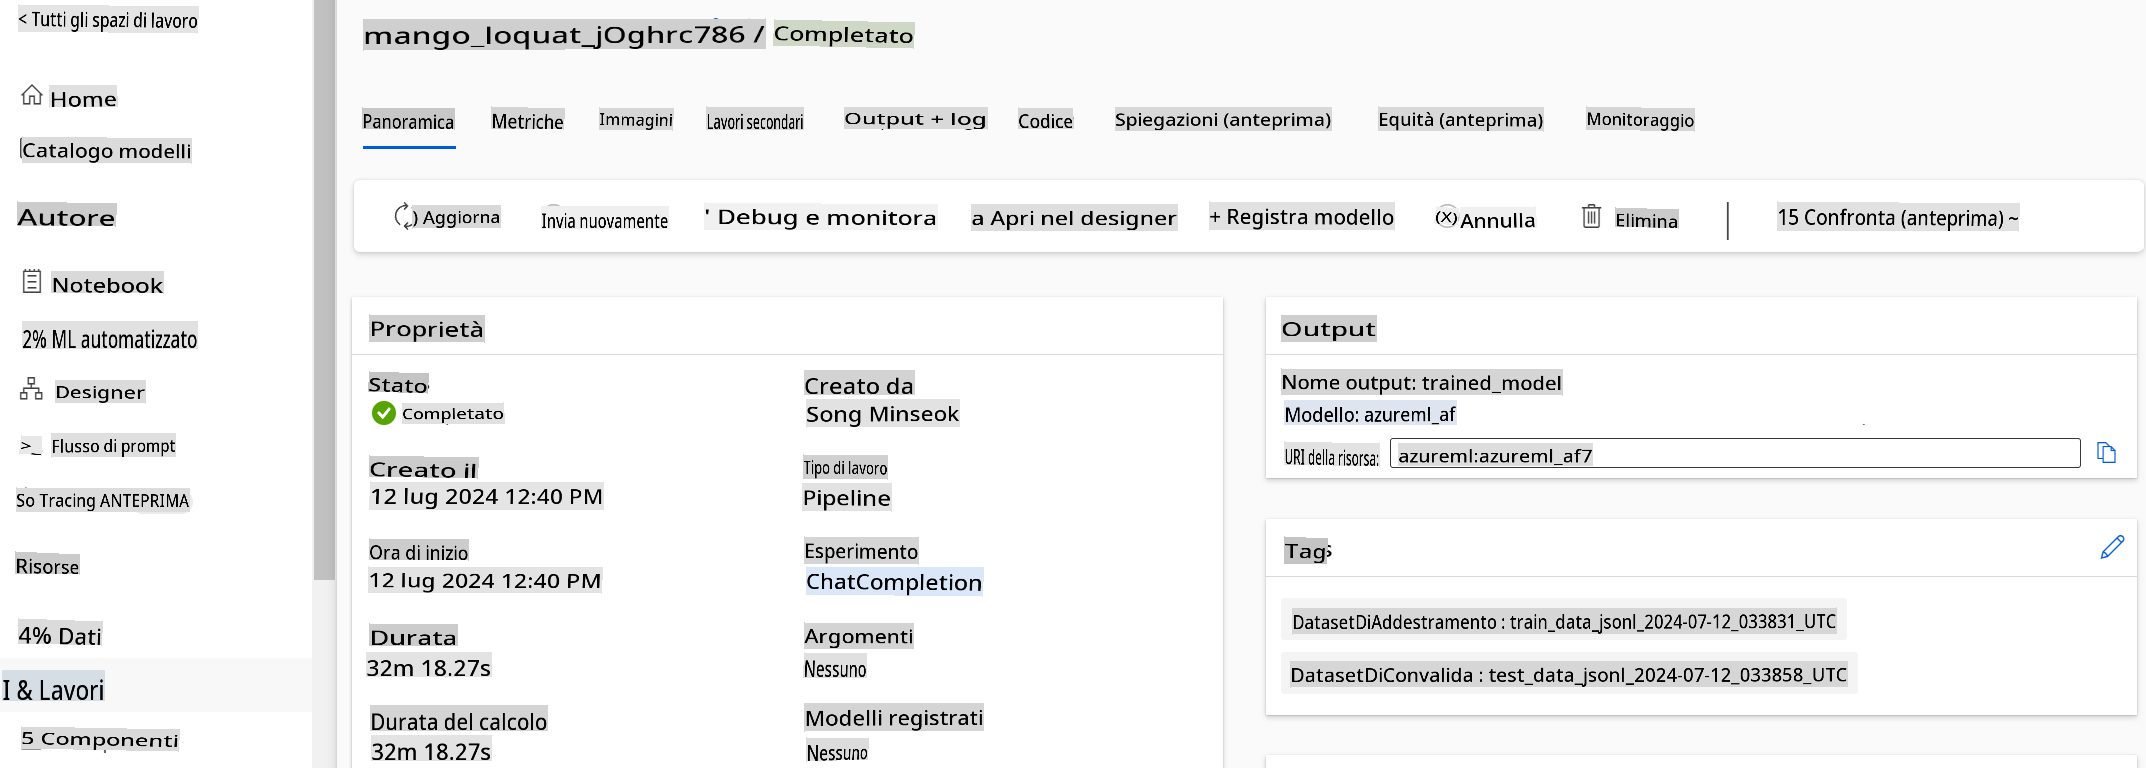 < Tutti gli spazi di lavoro
Home
Catalogo modelli
Autore
Notebook
2% ML automatizzato
Designer
>_ Flusso di prompt
So Tracing ANTEPRIMA
Risorse
4% Dati
I & Lavori
5 Componenti
mango_loquat_jOghrc786 / Completato
Panoramica Metriche Immagini Lavori secondari Output + log Codice Spiegazioni (anteprima) Equità (anteprima) Monitoraggio
) Aggiorna Invia nuovamente ' Debug e monitora a Apri nel designer + Registra modello Annulla Elimina 15 Confronta (anteprima) ~
Proprietà
Stato
Completato
Creato il
12 lug 2024 12:40 PM
Ora di inizio
12 lug 2024 12:40 PM
Durata
32m 18.27s
Durata del calcolo
32m 18.27s
Creato da
Song Minseok
Tipo di lavoro
Pipeline
Esperimento
ChatCompletion
Argomenti
Nessuno
Modelli registrati
Nessuno
Output
Nome output: trained_model
Modello: azureml_af
URI della risorsa: azureml:azureml_af7
Tags
DatasetDiAddestramento : train_data_jsonl_2024-07-12_033831_UTC
DatasetDiConvalida : test_data_jsonl_2024-07-12_033858_UTC